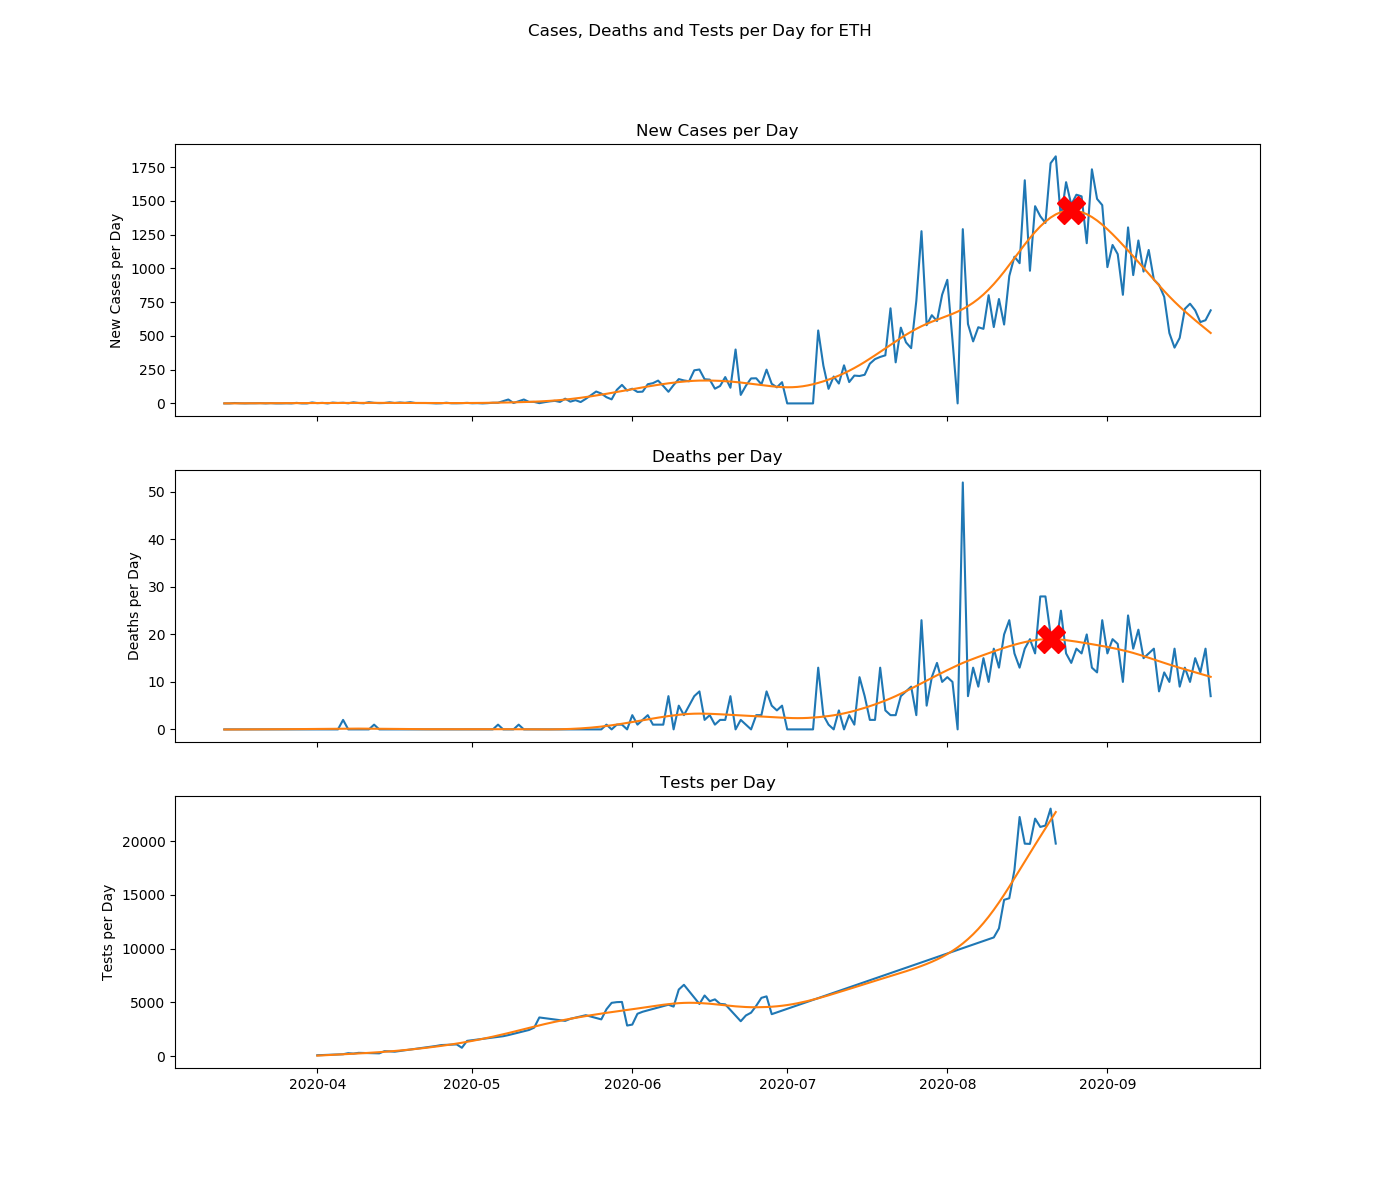 Cases, Deaths and Tests per Day for ETH
New Cases per Day
New Cases per Day
1750
1500
1250
1000
750
500
250
0
Deaths per Day
Deaths per Day
50
40
30
20
10
0
Tests per Day
Tests per Day
20000
15000
10000
5000
0
2020-04 2020-05 2020-06 2020-07 2020-08 2020-09